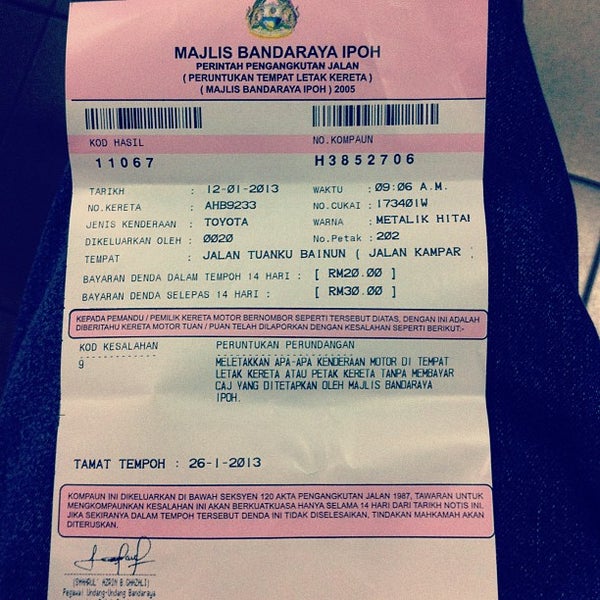 MAJLIS BANDARAYA IPOH
PERINTAH PENGANGKUTAN JALAN
( PERUNTUKAN TEMPAT LETAK KERETA )
( MAJLIS BANDARAYA IPOH ) 2005
KOD HASIL NO.KOMPAUN
11067 H3852706
TARIKH : 12-01-2013 WAKTU : 09:06 A.M.
NO.KERETA : AHB9233 NO.CUKAI : 173401W
JENIS KENDERAAN : TOYOTA WARNA : METALIK HITAM
DIKELUARKAN OLEH : 0020 No.Petak : 202
TEMPAT : JALAN TUANKU BAINUN ( JALAN KAMPAR )
BAYARAN DENDA DALAM TEMPOH 14 HARI : [ RM20.00 ]
BAYARAN DENDA SELEPAS 14 HARI : [ RM30.00 ]
KEPADA PEMANDU / PEMILIK KERETA MOTOR BERNOMBOR SEPERTI TERSEBUT DIATAS, DENGAN INI ADALAH
DIBERITAHU KERETA MOTOR TUAN / PUAN TELAH DILAPORKAN DENGAN KESALAHAN SEPERTI BERIKUT:-
KOD KESALAHAN PERUNTUKAN PERUNDANGAN
9 MELETAKKAN APA-APA KENDERAAN MOTOR DI TEMPAT
LETAK KERETA ATAU PETAK KERETA TANPA MEMBAYAR
CAJ YANG DITETAPKAN OLEH MAJLIS BANDARAYA
IPOH.
TAMAT TEMPOH : 26-1-2013
KOMPAUN INI DIKELUARKAN DI BAWAH SEKSYEN 120 AKTA PENGANGKUTAN JALAN 1987, TAWARAN UNTUK
MENGKOMPAUNKAN KESALAHAN INI AKAN BERKUATKUASA HANYA SELAMA 14 HARI DARI TARIKH NOTIS INI.
JIKA SEKIRANYA DALAM TEMPOH TERSEBUT DENDA INI TIDAK DISELESAIKAN, TINDAKAN MAHKAMAH AKAN
DITERUSKAN.
(SHAHRUL' AZRIN B GHAZALI)
Pegawai Undang-Undang Bandaraya